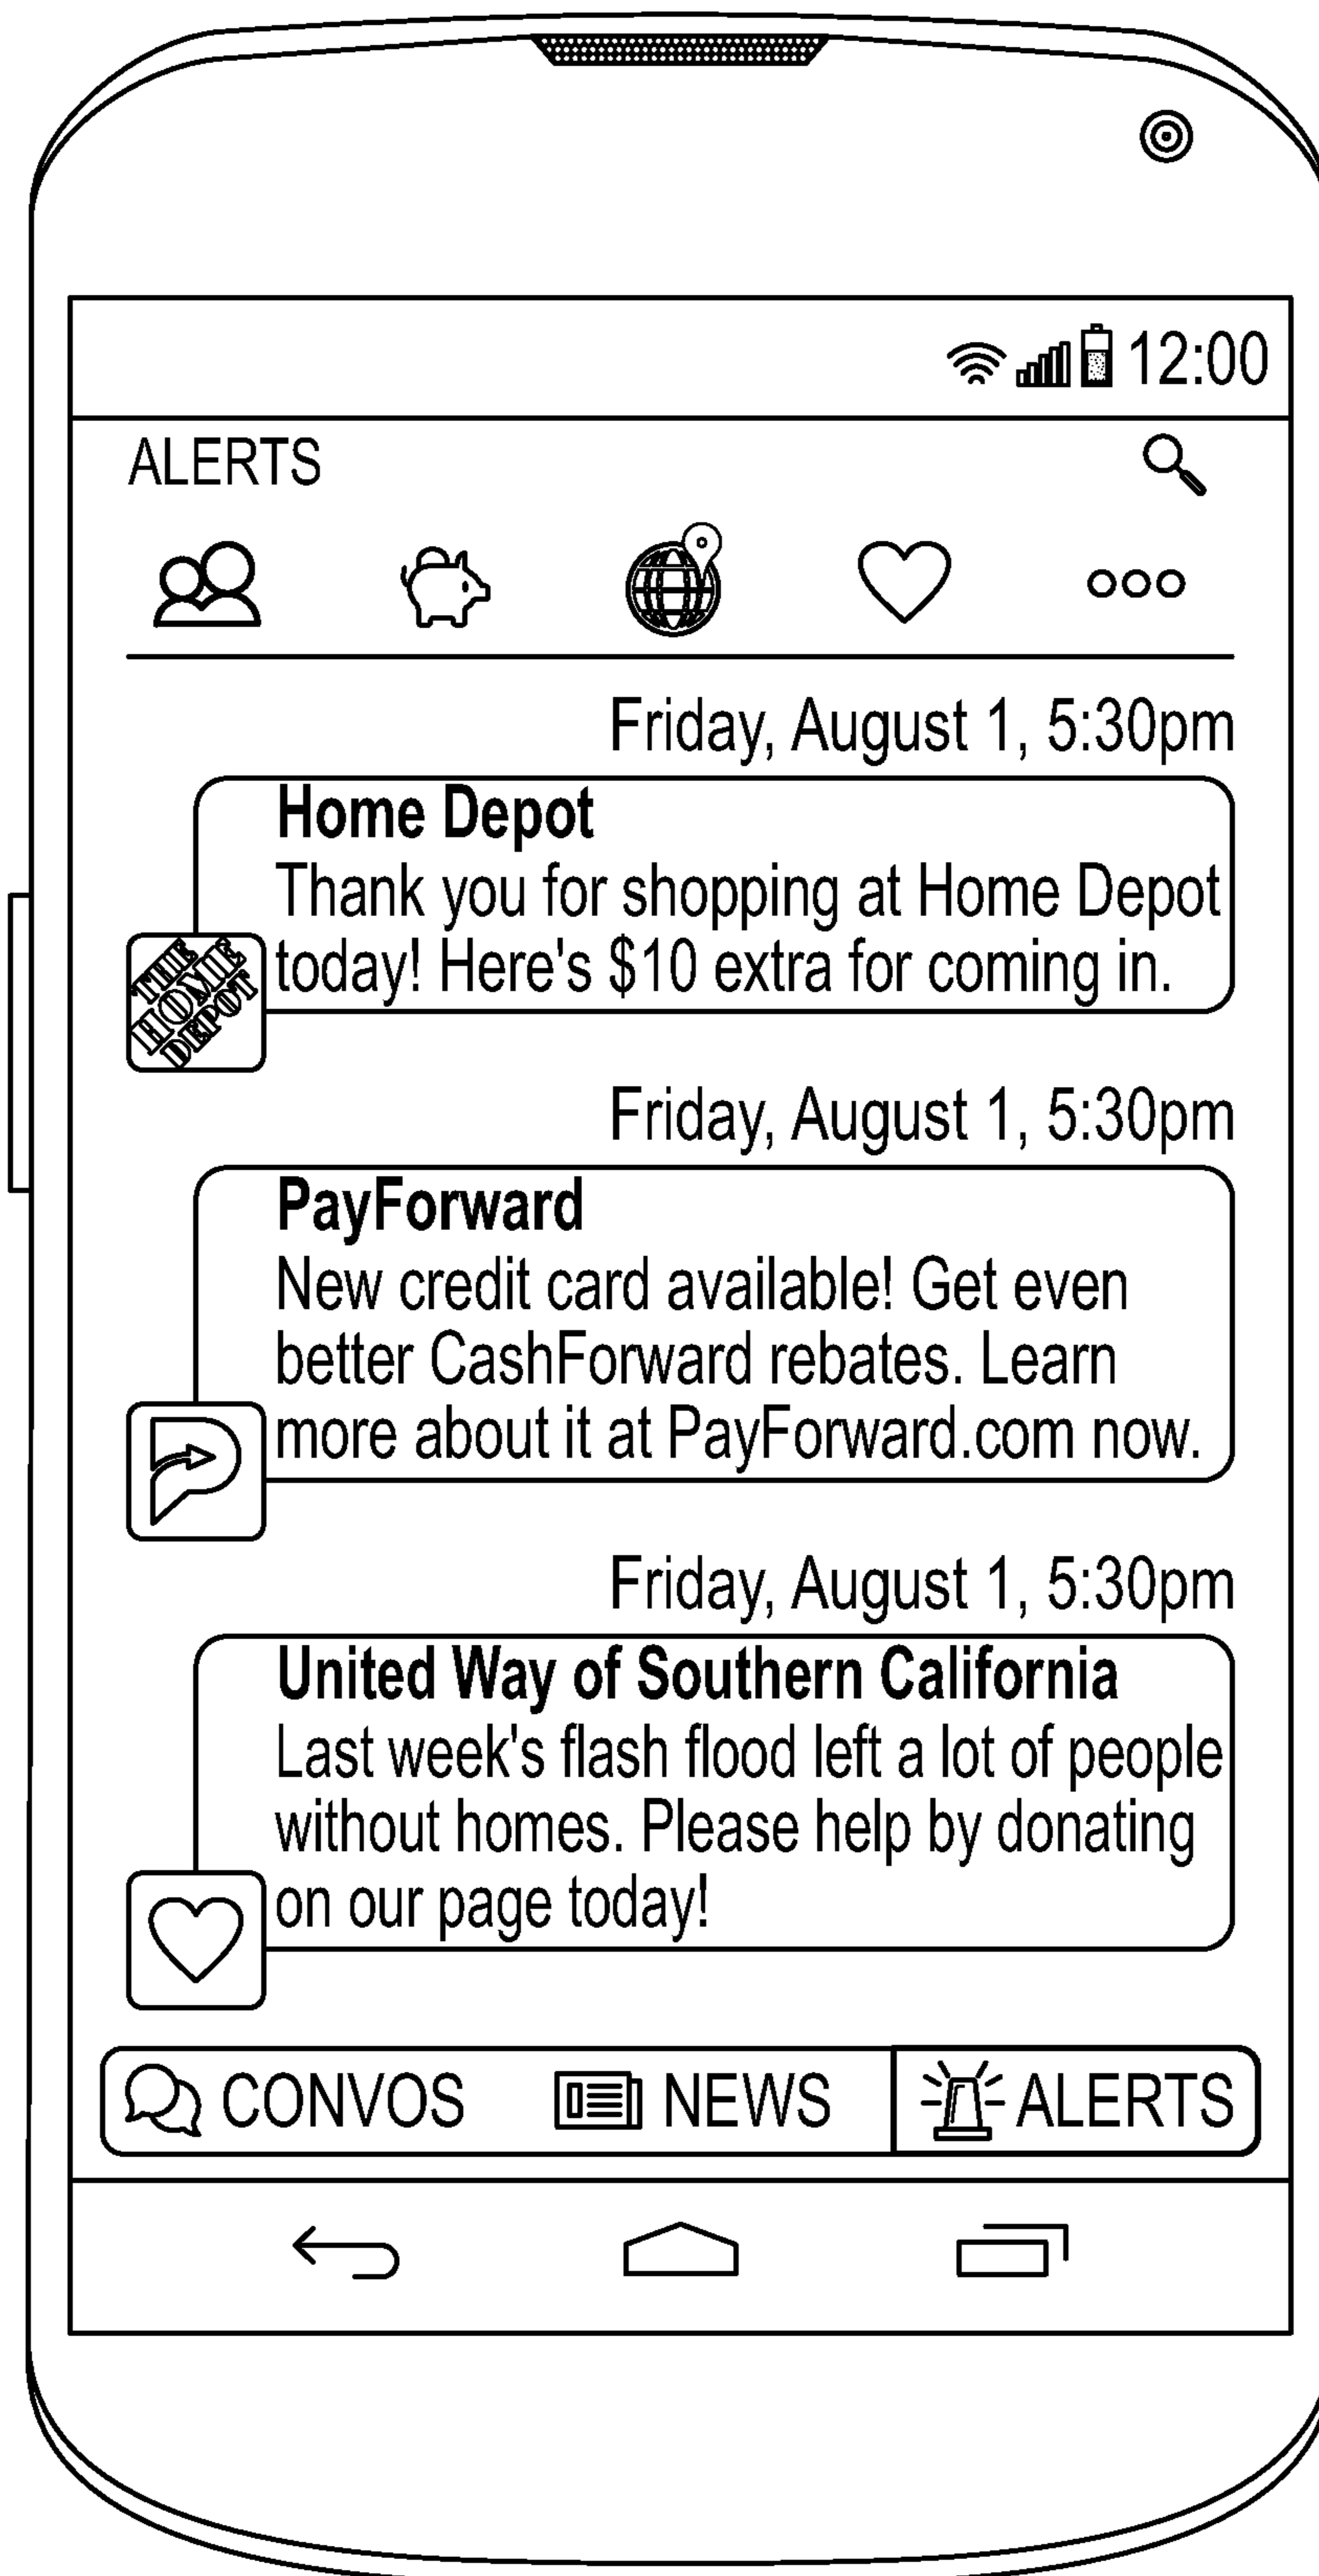 12:00
ALERTS
Friday, August 1, 5:30pm
Home Depot
Thank you for shopping at Home Depot
today! Here's $10 extra for coming in.
THE
HOME
DEPOT
Friday, August 1, 5:30pm
PayForward
New credit card available! Get even
better CashForward rebates. Learn
more about it at PayForward.com now.
Friday, August 1, 5:30pm
United Way of Southern California
Last week's flash flood left a lot of people
without homes. Please help by donating
on our page today!
CONVOS NEWS ALERTS